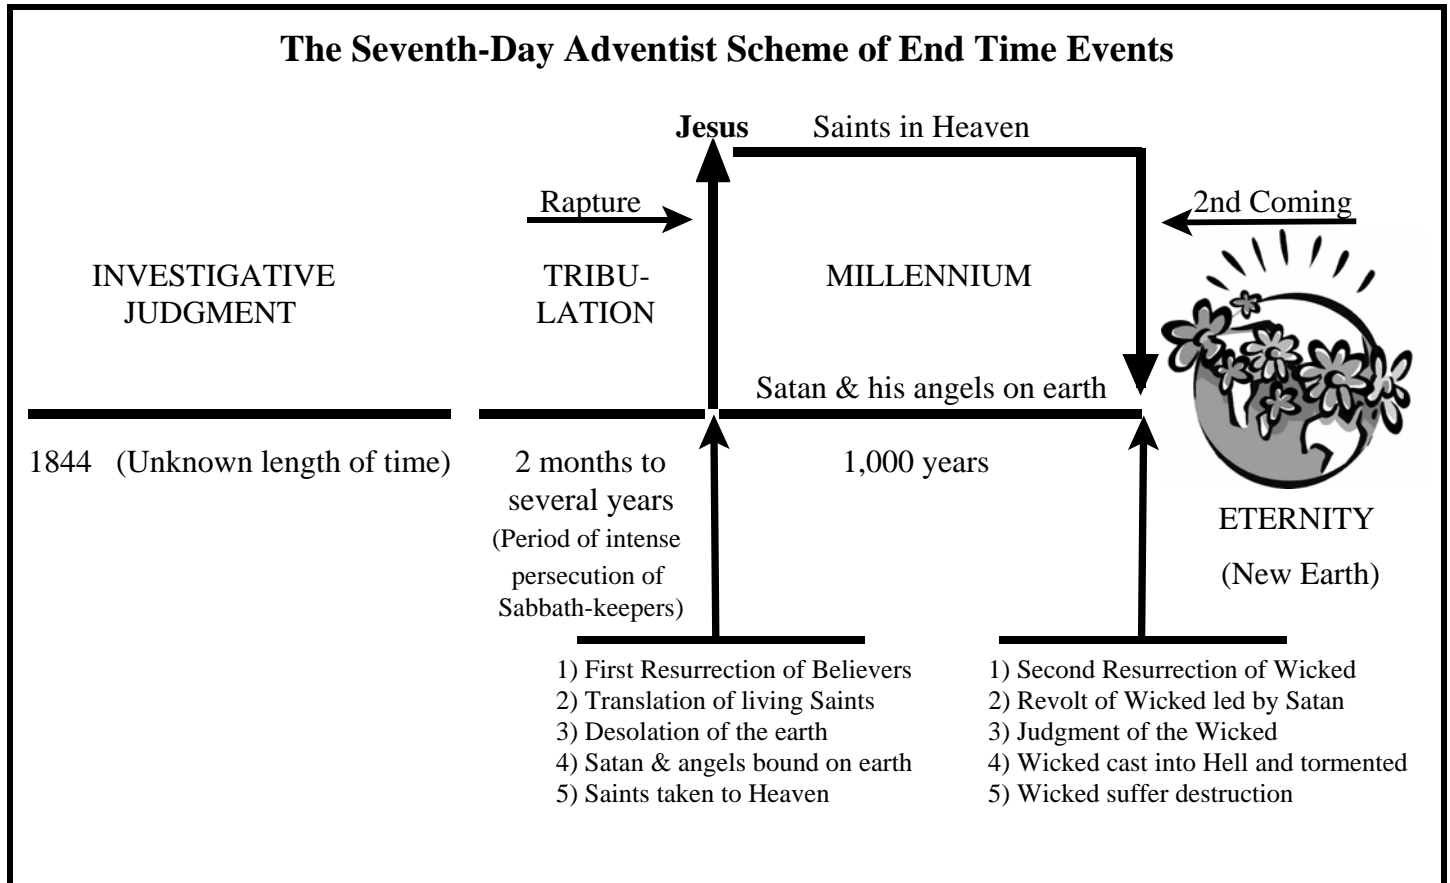 The Seventh-Day Adventist Scheme of End Time Events
Jesus Saints in Heaven
Rapture
2nd Coming
INVESTIGATIVE
JUDGMENT
TRIBU-
LATION
MILLENNIUM
Satan & his angels on earth
1844 (Unknown length of time)
2 months to
several years
(Period of intense
persecution of
Sabbath-keepers)
1,000 years
ETERNITY
(New Earth)
1) First Resurrection of Believers
2) Translation of living Saints
3) Desolation of the earth
4) Satan & angels bound on earth
5) Saints taken to Heaven
1) Second Resurrection of Wicked
2) Revolt of Wicked led by Satan
3) Judgment of the Wicked
4) Wicked cast into Hell and tormented
5) Wicked suffer destruction